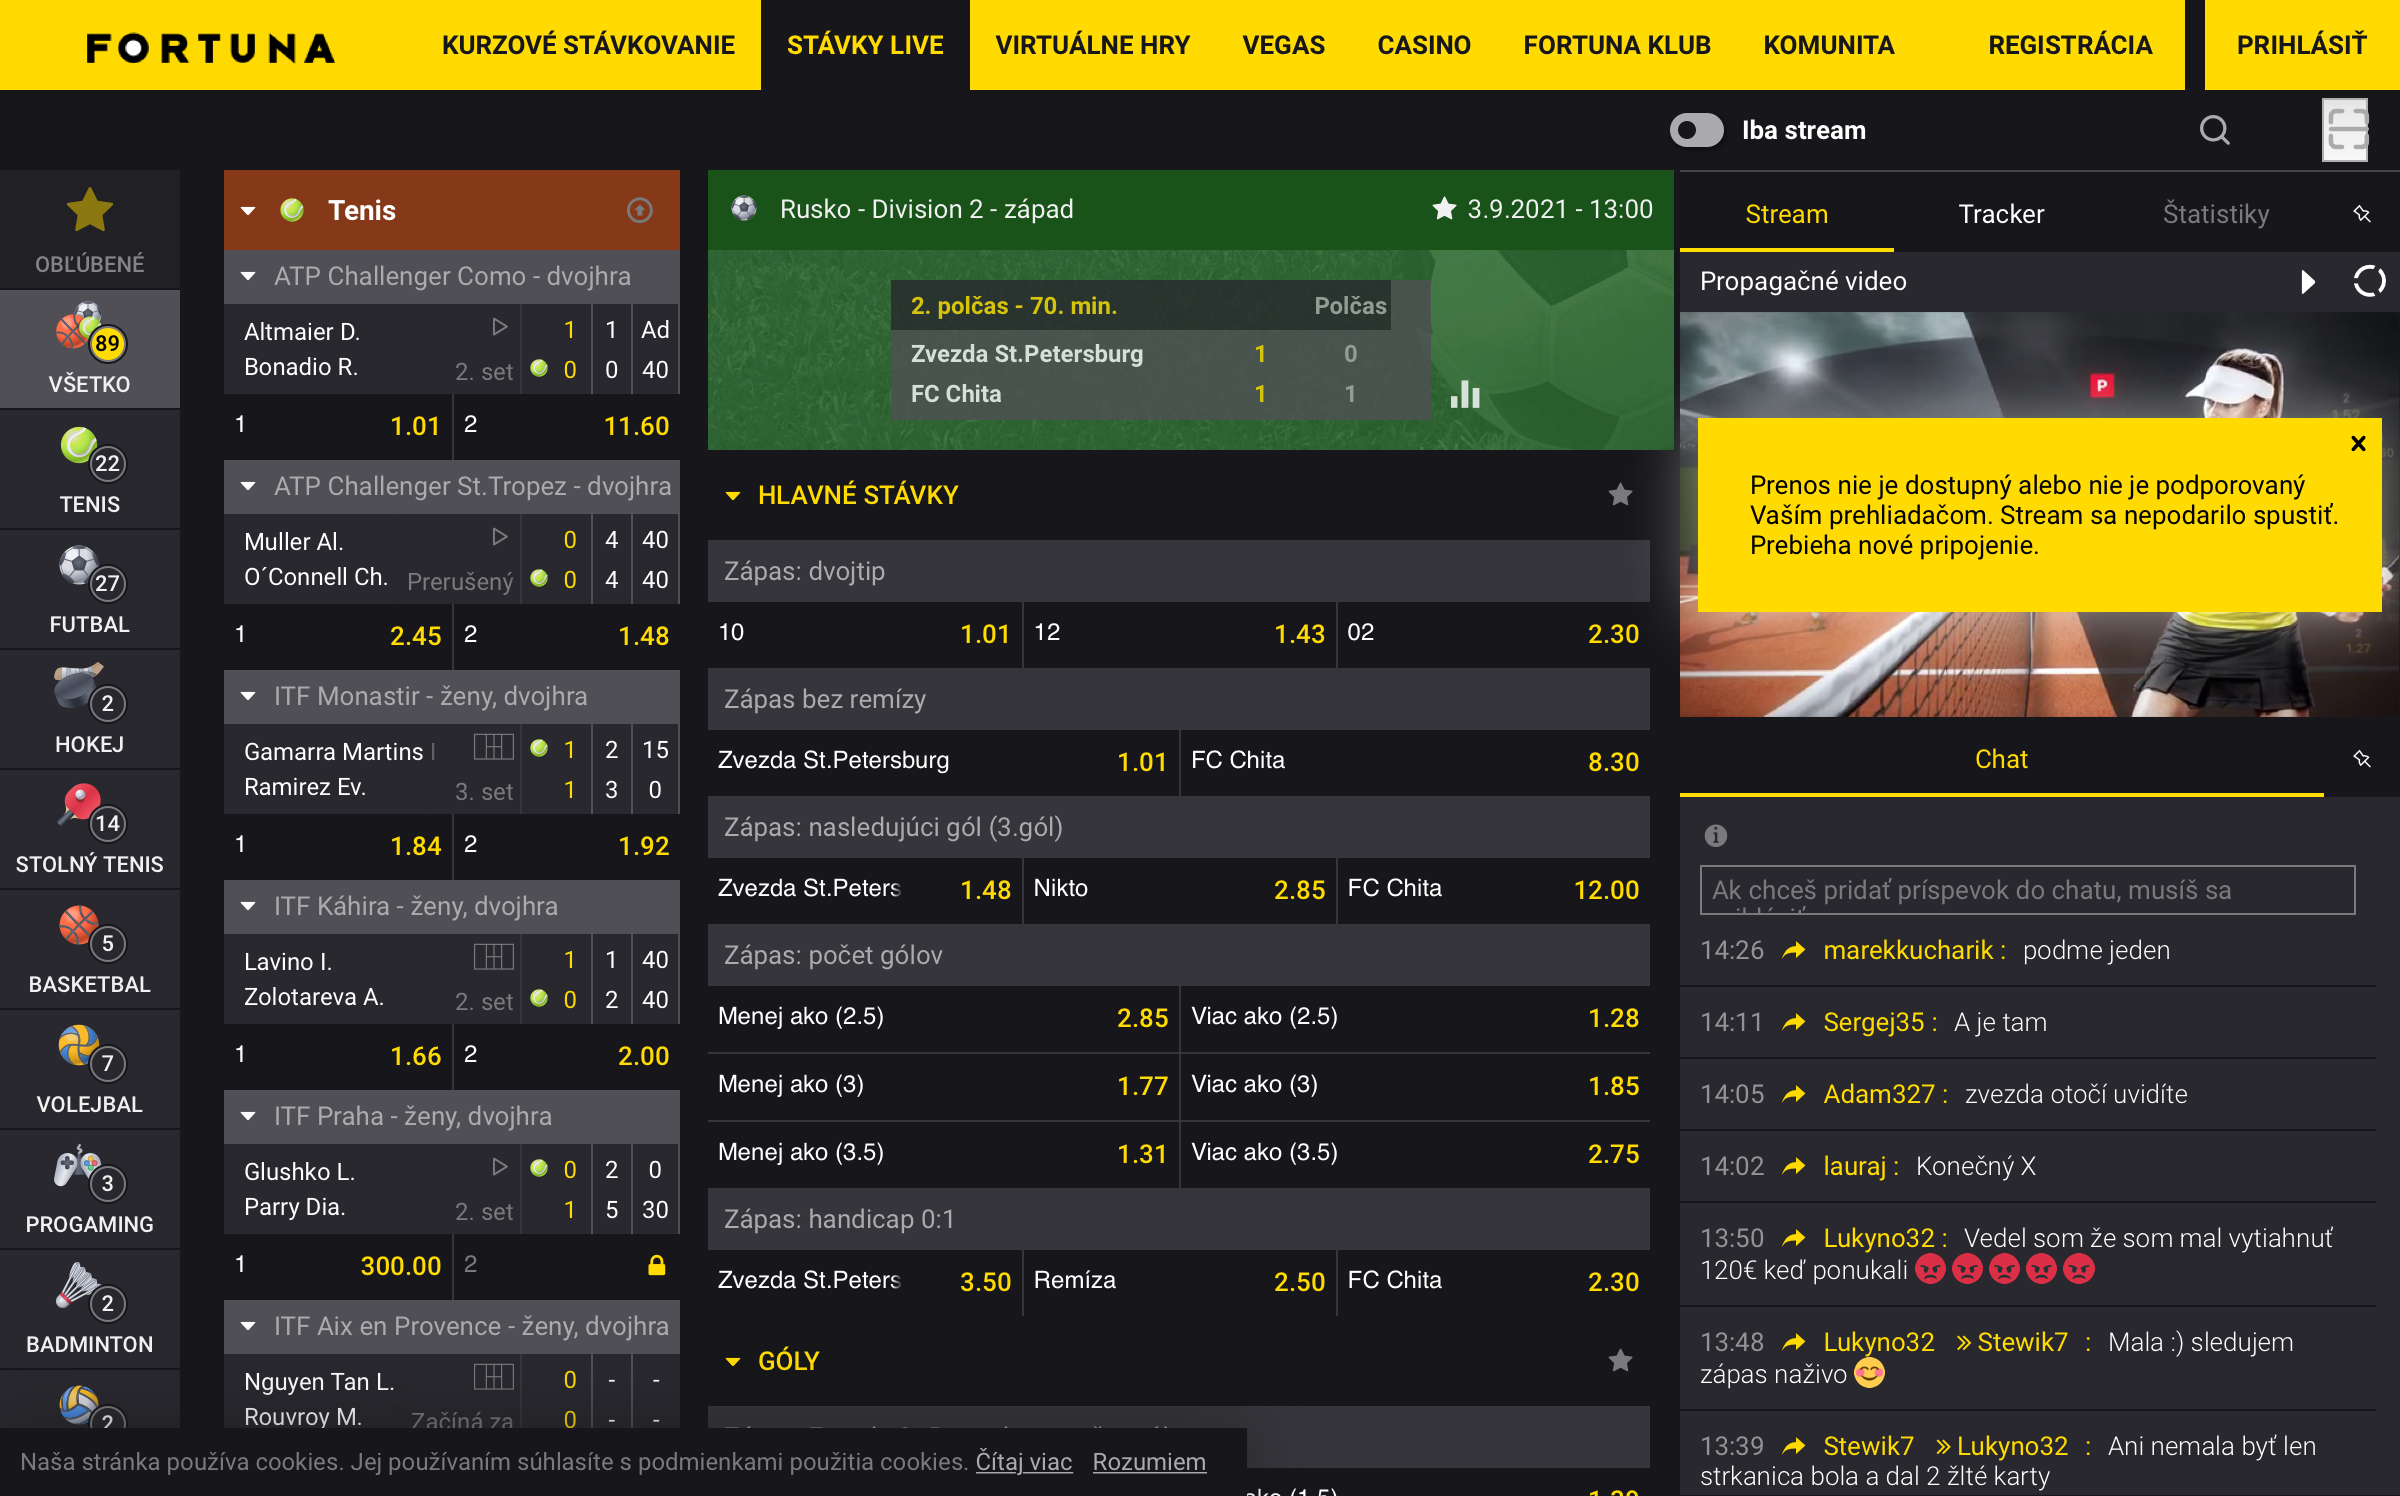 FORTUNA
KURZOVÉ STÁVKOVANIE
STÁVKY LIVE
VIRTUÁLNE HRY
VEGAS
CASINO
FORTUNA KLUB
KOMUNITA
REGISTRÁCIA
PRIHLÁSIŤ
Iba stream
OBĽÚBENÉ
89
VŠETKO
22
TENIS
27
FUTBAL
2
HOKEJ
14
STOLNÝ TENIS
5
BASKETBAL
7
VOLEJBAL
3
PROGAMING
2
BADMINTON
2
Tenis
ATP Challenger Como - dvojhra
Altmaier D. 1 1 Ad
Bonadio R. 2. set 0 0 40
1 1.01 2 11.60
ATP Challenger St.Tropez - dvojhra
Muller Al. 0 4 40
O´Connell Ch. Prerušený 0 4 40
1 2.45 2 1.48
ITF Monastir - ženy, dvojhra
Gamarra Martins 1 2 15
Ramirez Ev. 3. set 1 3 0
1 1.84 2 1.92
ITF Káhira - ženy, dvojhra
Lavino I. 1 1 40
Zolotareva A. 2. set 0 2 40
1 1.66 2 2.00
ITF Praha - ženy, dvojhra
Glushko L. 0 2 0
Parry Dia. 2. set 1 5 30
1 300.00 2
ITF Aix en Provence - ženy, dvojhra
Nguyen Tan L. 0 - -
Rouvroy M. Začíná za 0 - -
Rusko - Division 2 - západ 3.9.2021 - 13:00
2. polčas - 70. min. Polčas
Zvezda St.Petersburg 1 0
FC Chita 1 1
HLAVNÉ STÁVKY
Zápas: dvojtip
10 1.01 12 1.43 02 2.30
Zápas bez remízy
Zvezda St.Petersburg 1.01 FC Chita 8.30
Zápas: nasledujúci gól (3.gól)
Zvezda St.Peters 1.48 Nikto 2.85 FC Chita 12.00
Zápas: počet gólov
Menej ako (2.5) 2.85 Viac ako (2.5) 1.28
Menej ako (3) 1.77 Viac ako (3) 1.85
Menej ako (3.5) 1.31 Viac ako (3.5) 2.75
Zápas: handicap 0:1
Zvezda St.Peters 3.50 Remíza 2.50 FC Chita 2.30
GÓLY
Stream
Tracker
Štatistiky
Propagačné video
P
Prenos nie je dostupný alebo nie je podporovaný
Vaším prehliadačom. Stream sa nepodarilo spustiť.
Prebieha nové pripojenie.
2
1.27
Chat
Ak chceš pridať príspevok do chatu, musíš sa
14:26 marekkucharik : podme jeden
14:11 Sergej35 : A je tam
14:05 Adam327 : zvezda otočí uvidíte
14:02 lauraj : Konečný X
13:50 Lukyno32 : Vedel som že som mal vytiahnuť
120€ keď ponukali 😡😡😡😡😡
13:48 Lukyno32 » Stewik7 : Mala :) sledujem
zápas naživo 😊
13:39 Stewik7 » Lukyno32 : Ani nemala byť len
strkanica bola a dal 2 žlté karty
Naša stránka používa cookies. Jej používaním súhlasíte s podmienkami použitia cookies. Čítaj viac Rozumiem